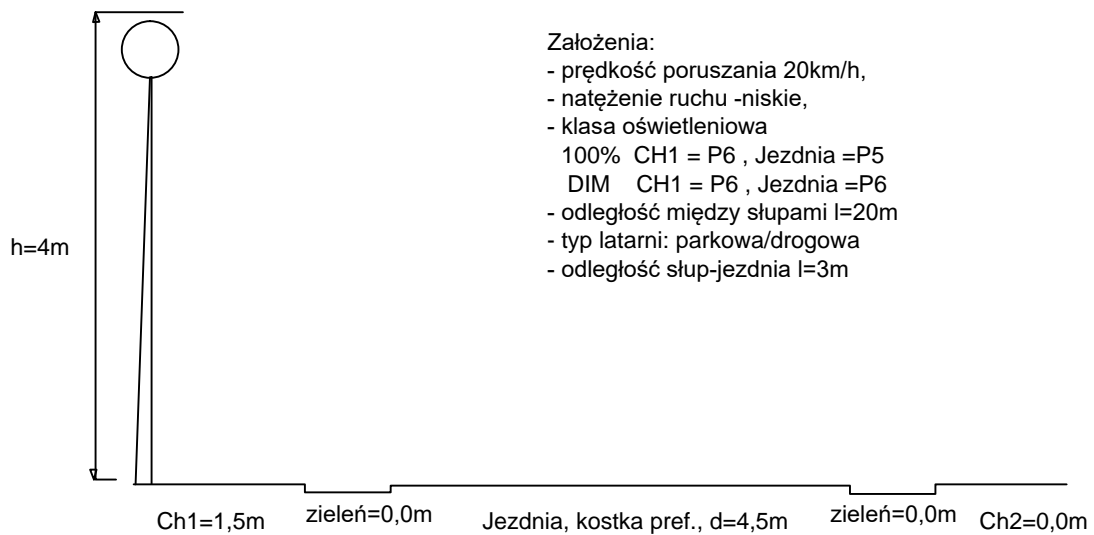 Założenia:
- prędkość poruszania 20km/h,
- natężenie ruchu -niskie,
- klasa oświetleniowa
100% CH1 = P6 , Jezdnia =P5
DIM CH1 = P6 , Jezdnia =P6
- odległość między słupami l=20m
- typ latarni: parkowa/drogowa
- odległość słup-jezdnia l=3m
h=4m
Ch1=1,5m
zieleń=0,0m
Jezdnia, kostka pref., d=4,5m
zieleń=0,0m
Ch2=0,0m